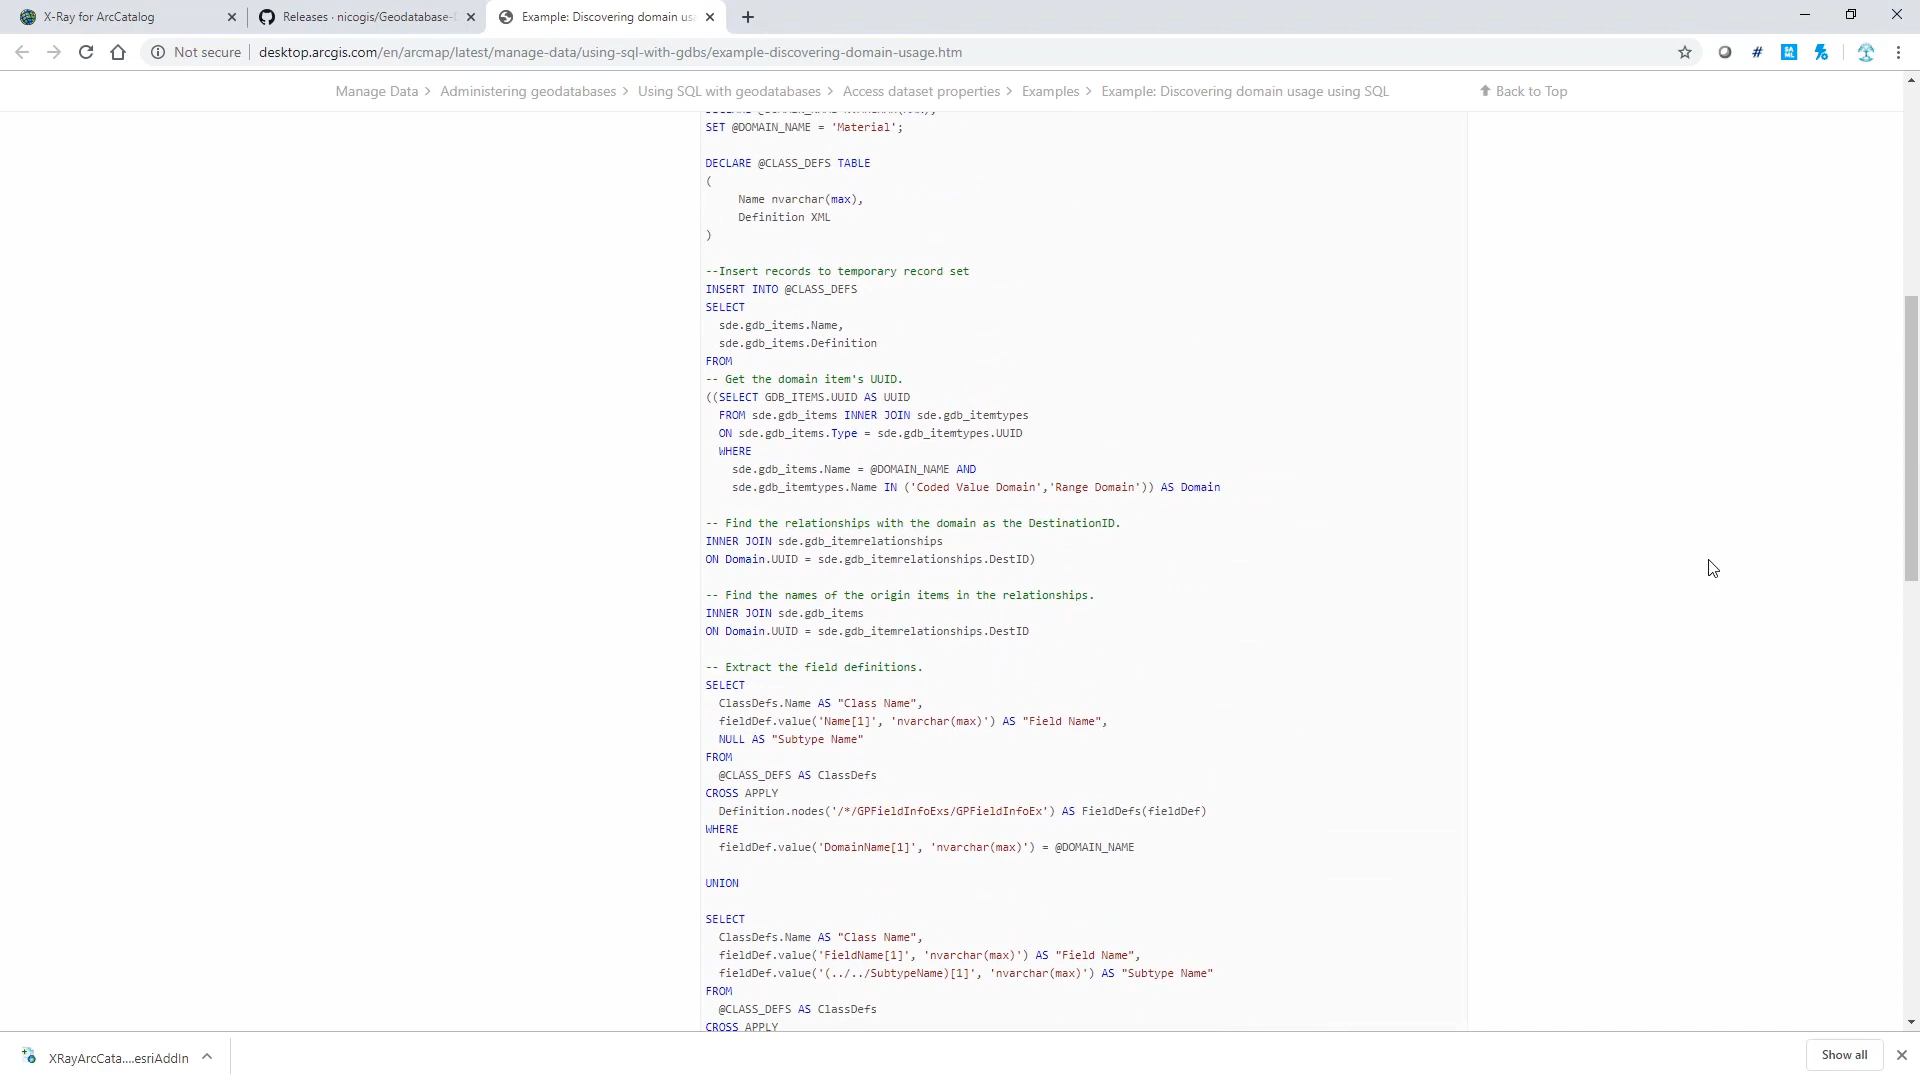 X-Ray for ArcCatalog
Releases · nicogis/Geodatabase-D
Example: Discovering domain usa
Not secure
desktop.arcgis.com/en/arcmap/latest/manage-data/using-sql-with-gdbs/example-discovering-domain-usage.htm
Manage Data > Administering geodatabases > Using SQL with geodatabases > Access dataset properties > Examples > Example: Discovering domain usage using SQL
Back to Top
SET @DOMAIN_NAME = 'Material';
DECLARE @CLASS_DEFS TABLE
(
Name nvarchar(max),
Definition XML
)
--Insert records to temporary record set
INSERT INTO @CLASS_DEFS
SELECT
sde.gdb_items.Name,
sde.gdb_items.Definition
FROM
-- Get the domain item's UUID.
((SELECT GDB_ITEMS.UUID AS UUID
FROM sde.gdb_items INNER JOIN sde.gdb_itemtypes
ON sde.gdb_items.Type = sde.gdb_itemtypes.UUID
WHERE
sde.gdb_items.Name = @DOMAIN_NAME AND
sde.gdb_itemtypes.Name IN ('Coded Value Domain','Range Domain')) AS Domain
-- Find the relationships with the domain as the DestinationID.
INNER JOIN sde.gdb_itemrelationships
ON Domain.UUID = sde.gdb_itemrelationships.DestID)
-- Find the names of the origin items in the relationships.
INNER JOIN sde.gdb_items
ON Domain.UUID = sde.gdb_itemrelationships.DestID
-- Extract the field definitions.
SELECT
ClassDefs.Name AS "Class Name",
fieldDef.value('Name[1]', 'nvarchar(max)') AS "Field Name",
NULL AS "Subtype Name"
FROM
@CLASS_DEFS AS ClassDefs
CROSS APPLY
Definition.nodes('/*/GPFieldInfoExs/GPFieldInfoEx') AS FieldDefs(fieldDef)
WHERE
fieldDef.value('DomainName[1]', 'nvarchar(max)') = @DOMAIN_NAME
UNION
SELECT
ClassDefs.Name AS "Class Name",
fieldDef.value('FieldName[1]', 'nvarchar(max)') AS "Field Name",
fieldDef.value('(../../SubtypeName)[1]', 'nvarchar(max)') AS "Subtype Name"
FROM
@CLASS_DEFS AS ClassDefs
CROSS APPLY
XRayArcCata....esriAddIn
Show all